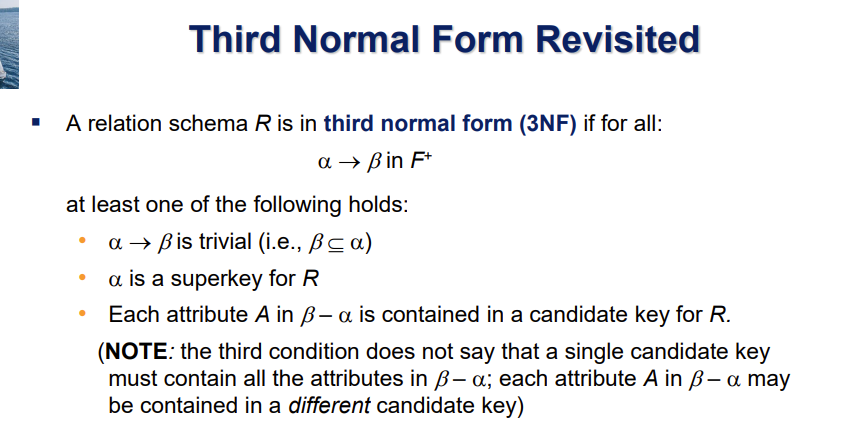 Third Normal Form Revisited
▪ A relation schema R is in third normal form (3NF) if for all:
α → β in F⁺
at least one of the following holds:
• α → β is trivial (i.e., β ⊆ α)
• α is a superkey for R
• Each attribute A in β – α is contained in a candidate key for R.
(NOTE: the third condition does not say that a single candidate key
must contain all the attributes in β – α; each attribute A in β – α may
be contained in a different candidate key)